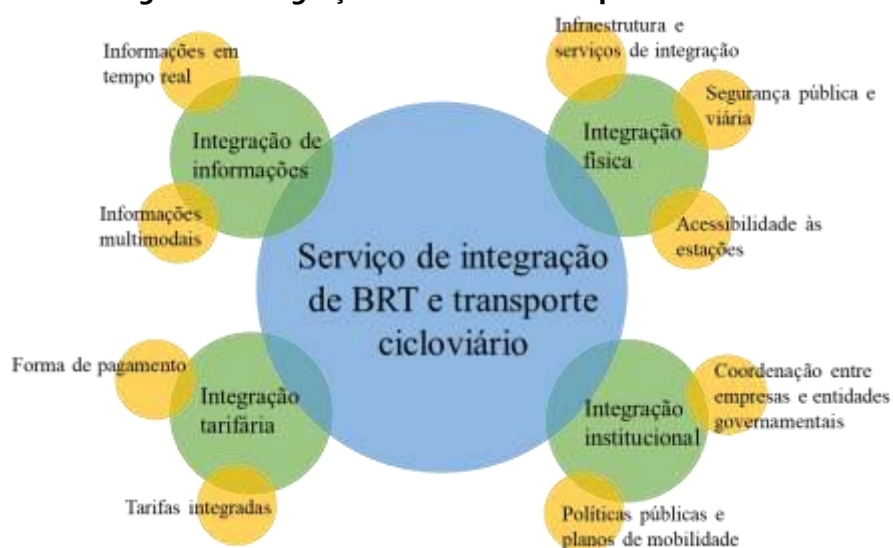 Informações em
tempo real
Integração de
informações
Informações
multimodais
Infraestrutura e
serviços de integração
Segurança pública e
viária
Integração
física
Acessibilidade às
estações
Serviço de integração
de BRT e transporte
cicloviário
Forma de pagamento
Integração
tarifária
Tarifas integradas
Coordenação entre
empresas e entidades
governamentais
Integração
institucional
Políticas públicas e
planos de mobilidade